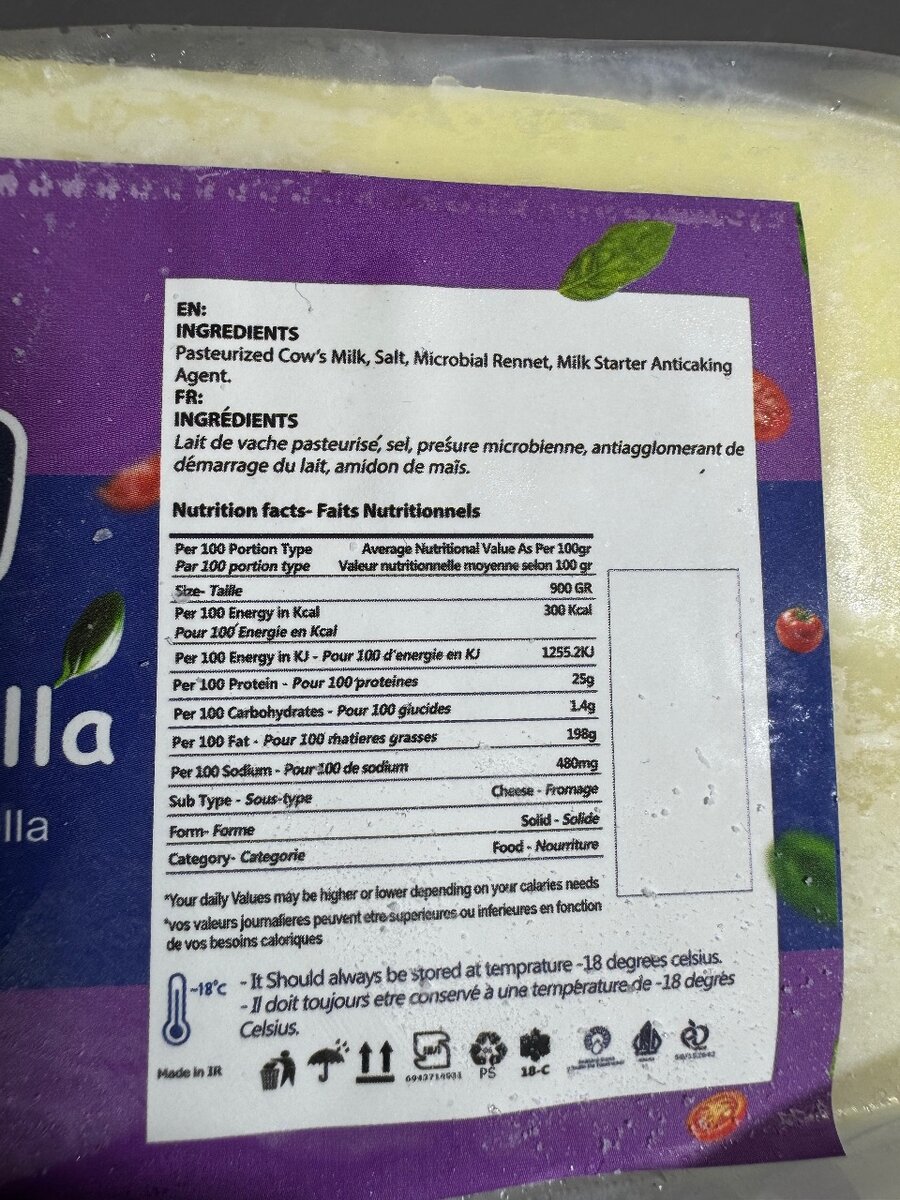 EN:
INGREDIENTS
Pasteurized Cow's Milk, Salt, Microbial Rennet, Milk Starter Anticaking
Agent.
FR:
INGRÉDIENTS
Lait de vache pasteurisé, sel, preśure microbienne, antiagglomerant de
démarrage du lait, amidon de maïs.
Nutrition facts- Faits Nutritionnels
Per 100 Portion Type Average Nutritional Value As Per 100gr
Par 100 portion type Valeur nutritionnelle moyenne selon 100 gr
Size- Taille 900 GR
Per 100 Energy in Kcal 300 Kcal
Pour 100 Energie en Kcal
Per 100 Energy in KJ - Pour 100 d'energie en KJ 1255.2KJ
Per 100 Protein - Pour 100 proteines 25g
Per 100 Carbohydrates - Pour 100 glucides 1.4g
Per 100 Fat - Pour 100 matieres grasses 198g
Per 100 Sodium - Pour 100 de sodium 480mg
Sub Type - Sous-type Cheese - Fromage
Form- Forme Solid - Solide
Category- Categorie Food - Nourriture
*Your daily Values may be higher or lower depending on your calaries needs
*vos valeurs journalieres peuvent etre superieures ou inferieures en fonction
de vos besoins caloriques
-18°C - It Should always be stored at temprature -18 degrees celsius.
- Il doit toujours etre conservé à une température de -18 degrés
Celsius.
Made in IR
PS
18-C
lla
lla